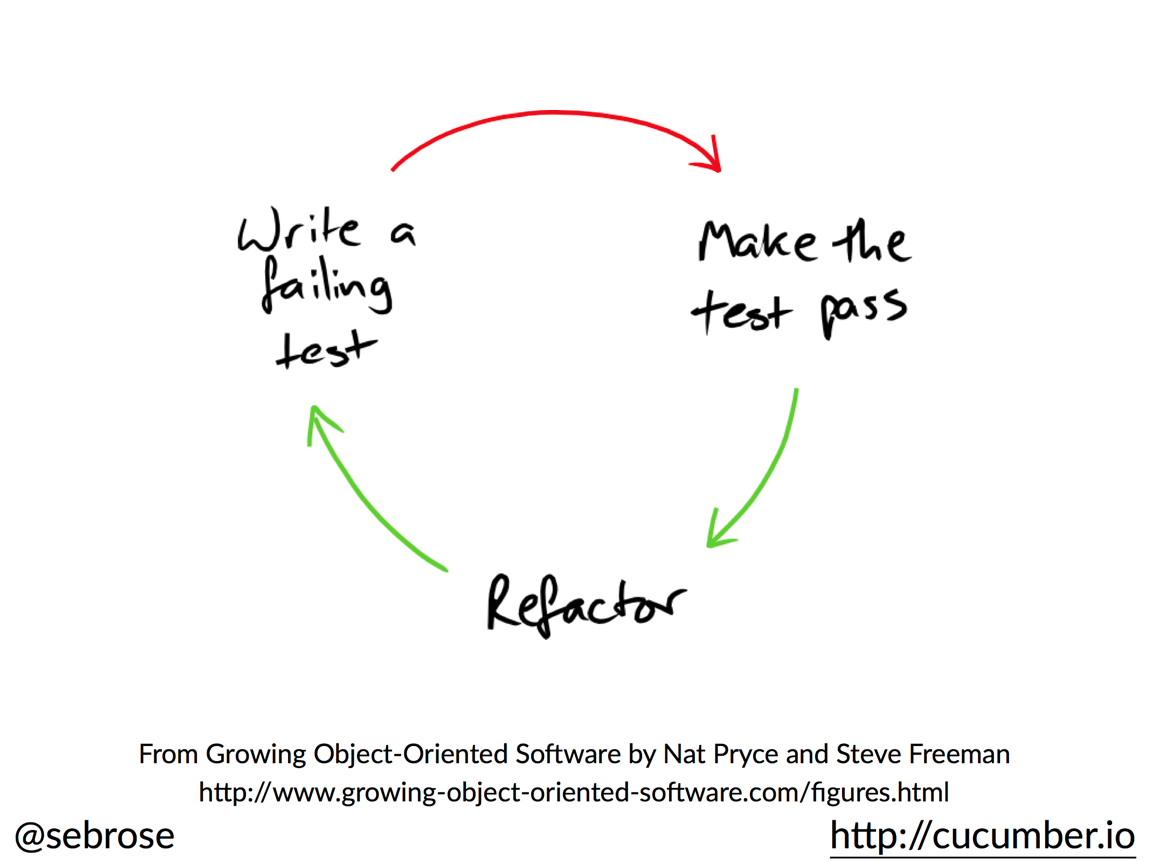 Write a
failing
test
Make the
test pass
Refactor
From Growing Object-Oriented Software by Nat Pryce and Steve Freeman
http://www.growing-object-oriented-software.com/figures.html
@sebrose
http://cucumber.io